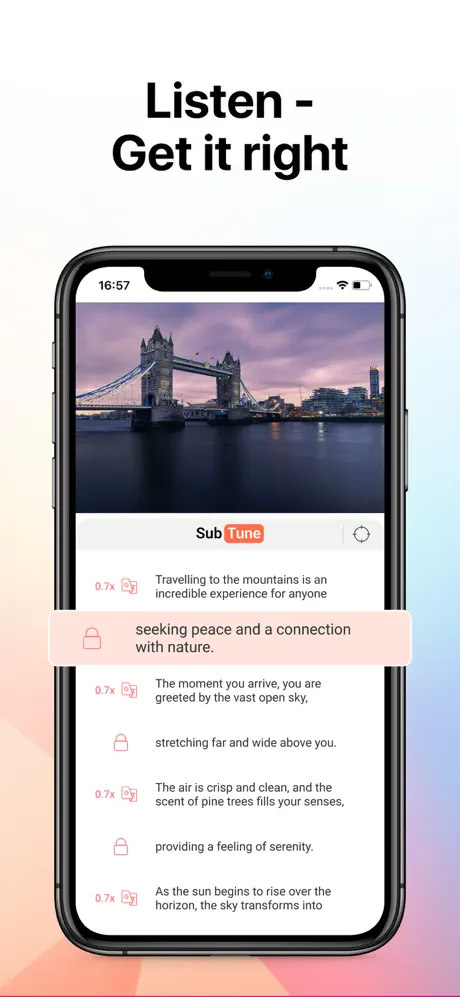 Listen -
Get it right
16:57
Sub Tune
0.7x
Travelling to the mountains is an
incredible experience for anyone
seeking peace and a connection
with nature.
0.7x
The moment you arrive, you are
greeted by the vast open sky,
stretching far and wide above you.
0.7x
The air is crisp and clean, and the
scent of pine trees fills your senses,
providing a feeling of serenity.
0.7x
As the sun begins to rise over the
horizon, the sky transforms into